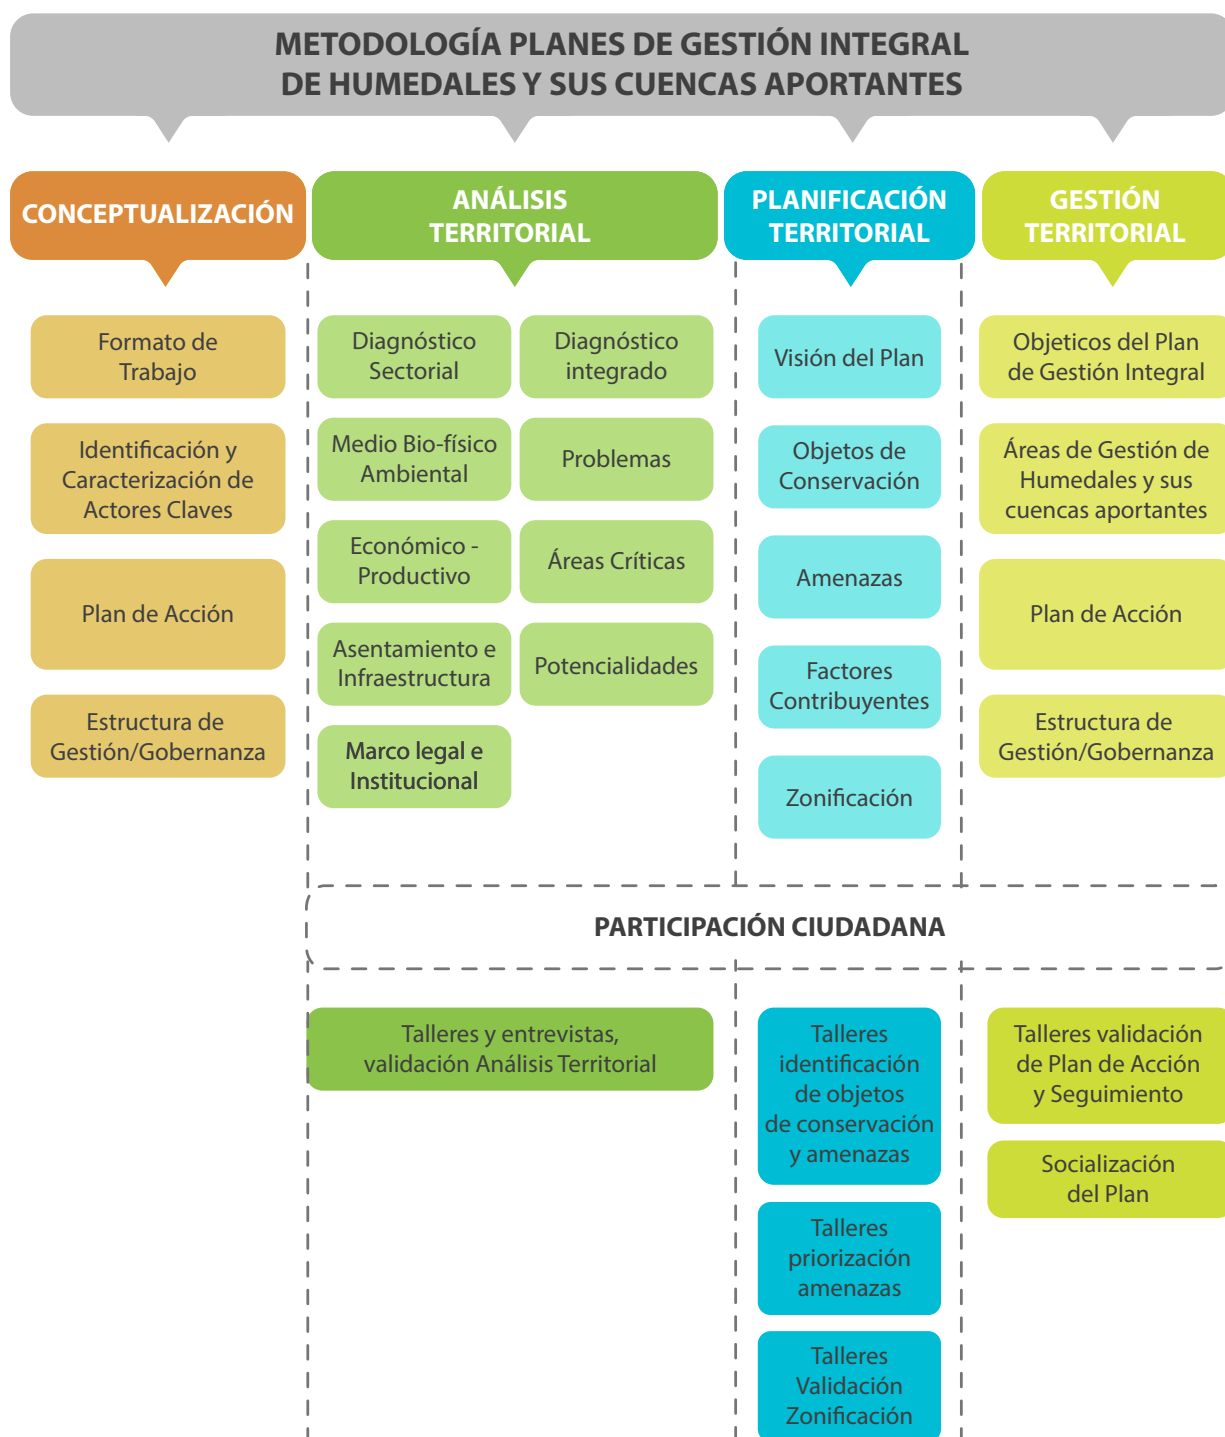 METODOLOGÍA PLANES DE GESTIÓN INTEGRAL
DE HUMEDALES Y SUS CUENCAS APORTANTES
CONCEPTUALIZACIÓN
Formato de
Trabajo
Identificación y
Caracterización de
Actores Claves
Plan de Acción
Estructura de
Gestión/Gobernanza
ANÁLISIS
TERRITORIAL
Diagnóstico
Sectorial
Medio Bio-físico
Ambiental
Económico -
Productivo
Asentamiento e
Infraestructura
Marco legal e
Institucional
Diagnóstico
integrado
Problemas
Áreas Críticas
Potencialidades
PLANIFICACIÓN
TERRITORIAL
Visión del Plan
Objetos de
Conservación
Amenazas
Factores
Contribuyentes
Zonificación
GESTIÓN
TERRITORIAL
Objeticos del Plan
de Gestión Integral
Áreas de Gestión de
Humedales y sus
cuencas aportantes
Plan de Acción
Estructura de
Gestión/Gobernanza
PARTICIPACIÓN CIUDADANA
Talleres y entrevistas,
validación Análisis Territorial
Talleres
identificación
de objetos
de conservación
y amenazas
Talleres
priorización
amenazas
Talleres
Validación
Zonificación
Talleres validación
de Plan de Acción
y Seguimiento
Socialización
del Plan